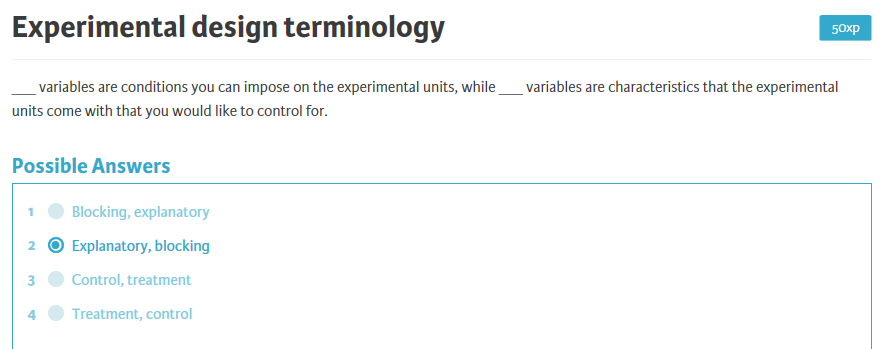 Experimental design terminology
50xp
___ variables are conditions you can impose on the experimental units, while ___ variables are characteristics that the experimental
units come with that you would like to control for.
Possible Answers
1 Blocking, explanatory
2 Explanatory, blocking
3 Control, treatment
4 Treatment, control